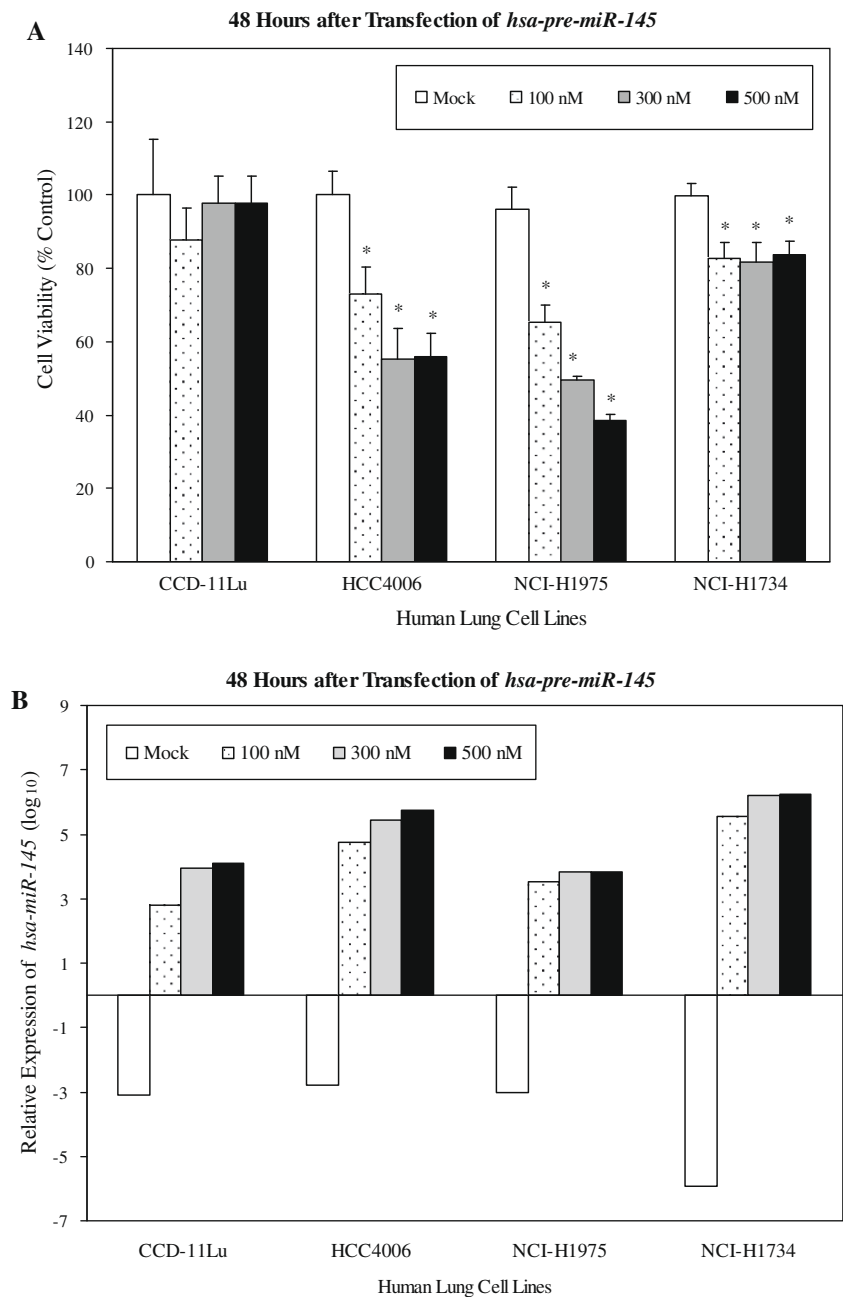 48 Hours after Transfection of hsa-pre-miR-145
A
140
120
100
80
60
40
20
0
Cell Viability (% Control)
Mock 100 nM 300 nM 500 nM
* * *
* * *
* * *
CCD-11Lu HCC4006 NCI-H1975 NCI-H1734
Human Lung Cell Lines
48 Hours after Transfection of hsa-pre-miR-145
B
9
7
5
3
1
-1
-3
-5
-7
Relative Expression of hsa-miR-145 (log10)
Mock 100 nM 300 nM 500 nM
CCD-11Lu HCC4006 NCI-H1975 NCI-H1734
Human Lung Cell Lines